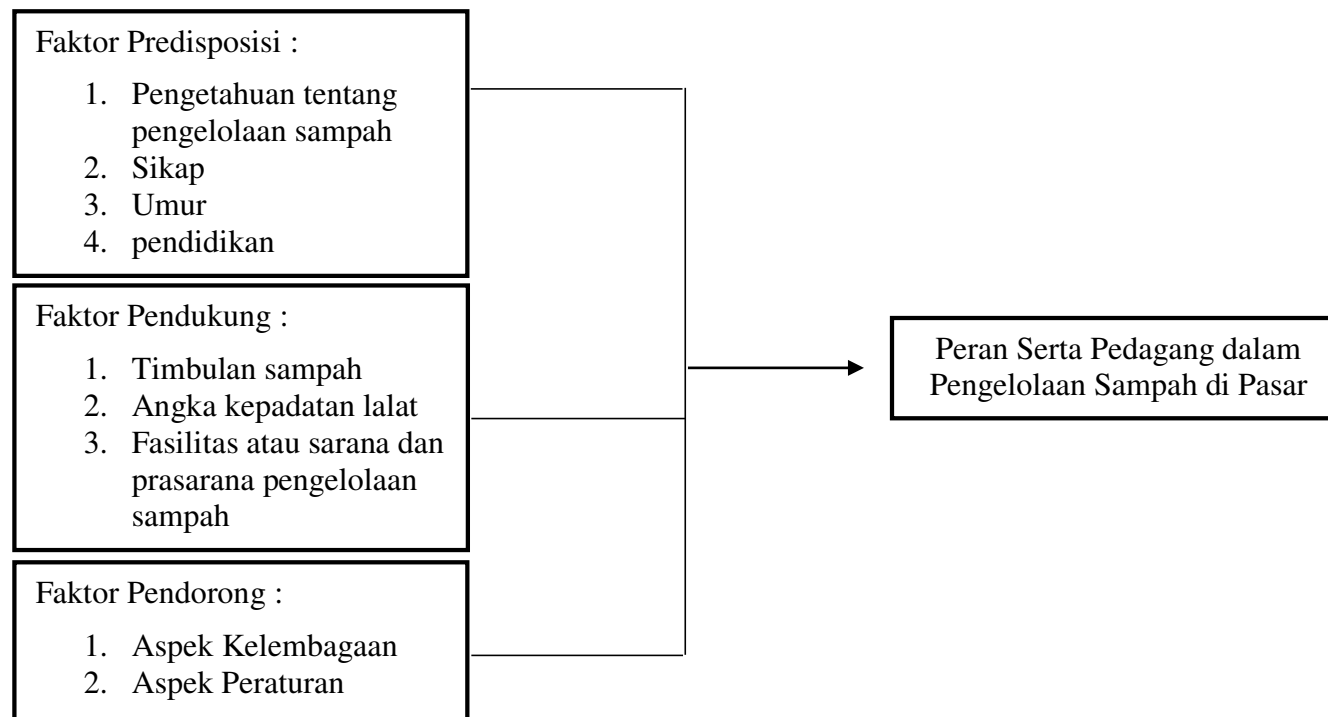 Faktor Predisposisi :
1. Pengetahuan tentang
pengelolaan sampah
2. Sikap
3. Umur
4. pendidikan
Faktor Pendukung :
1. Timbulan sampah
2. Angka kepadatan lalat
3. Fasilitas atau sarana dan
prasarana pengelolaan
sampah
Faktor Pendorong :
1. Aspek Kelembagaan
2. Aspek Peraturan
Peran Serta Pedagang dalam
Pengelolaan Sampah di Pasar